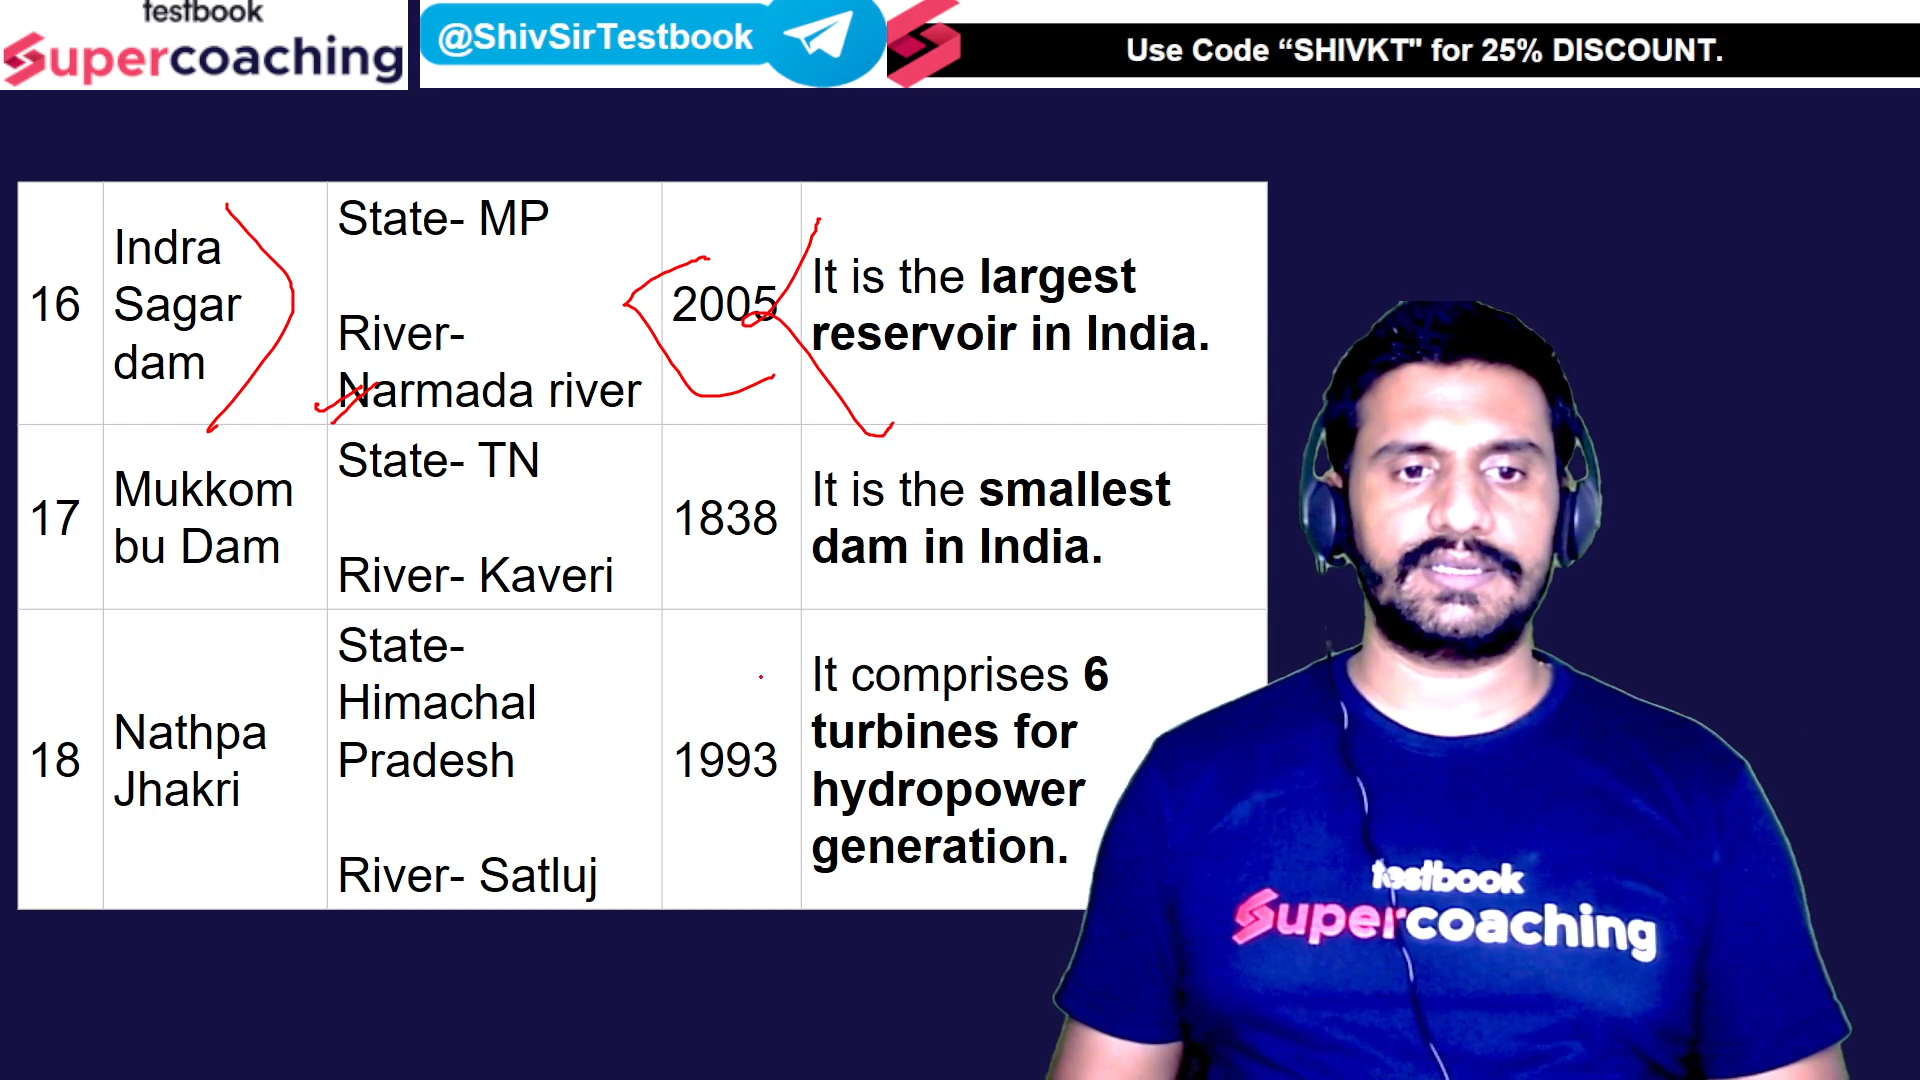 testbook
Supercoaching
@ShivSirTestbook
Use Code “SHIVKT" for 25% DISCOUNT.
16
Indra
Sagar
dam
State- MP
River-
Narmada river
2005
It is the largest
reservoir in India.
17
Mukkom
bu Dam
State- TN
River- Kaveri
1838
It is the smallest
dam in India.
18
Nathpa
Jhakri
State-
Himachal
Pradesh
River- Satluj
1993
It comprises 6
turbines for
hydropower
generation.
testbook
Supercoaching